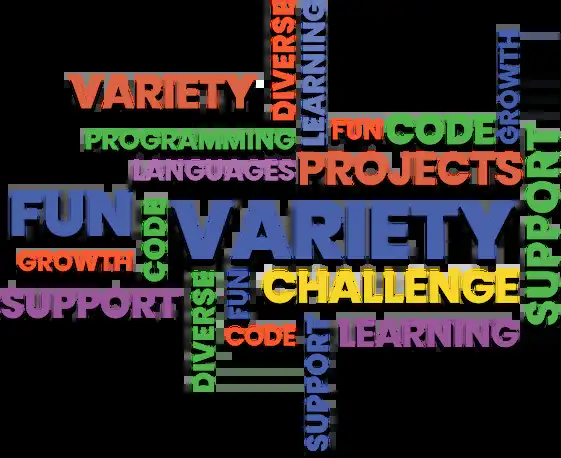 DIVERSE
LEARNING
GROWTH
VARIETY
FUN
CODE
PROGRAMMING
LANGUAGES
PROJECTS
SUPPORT
FUN
CODE
VARIETY
GROWTH
DIVERSE
FUN
CHALLENGE
SUPPORT
CODE
SUPPORT
LEARNING